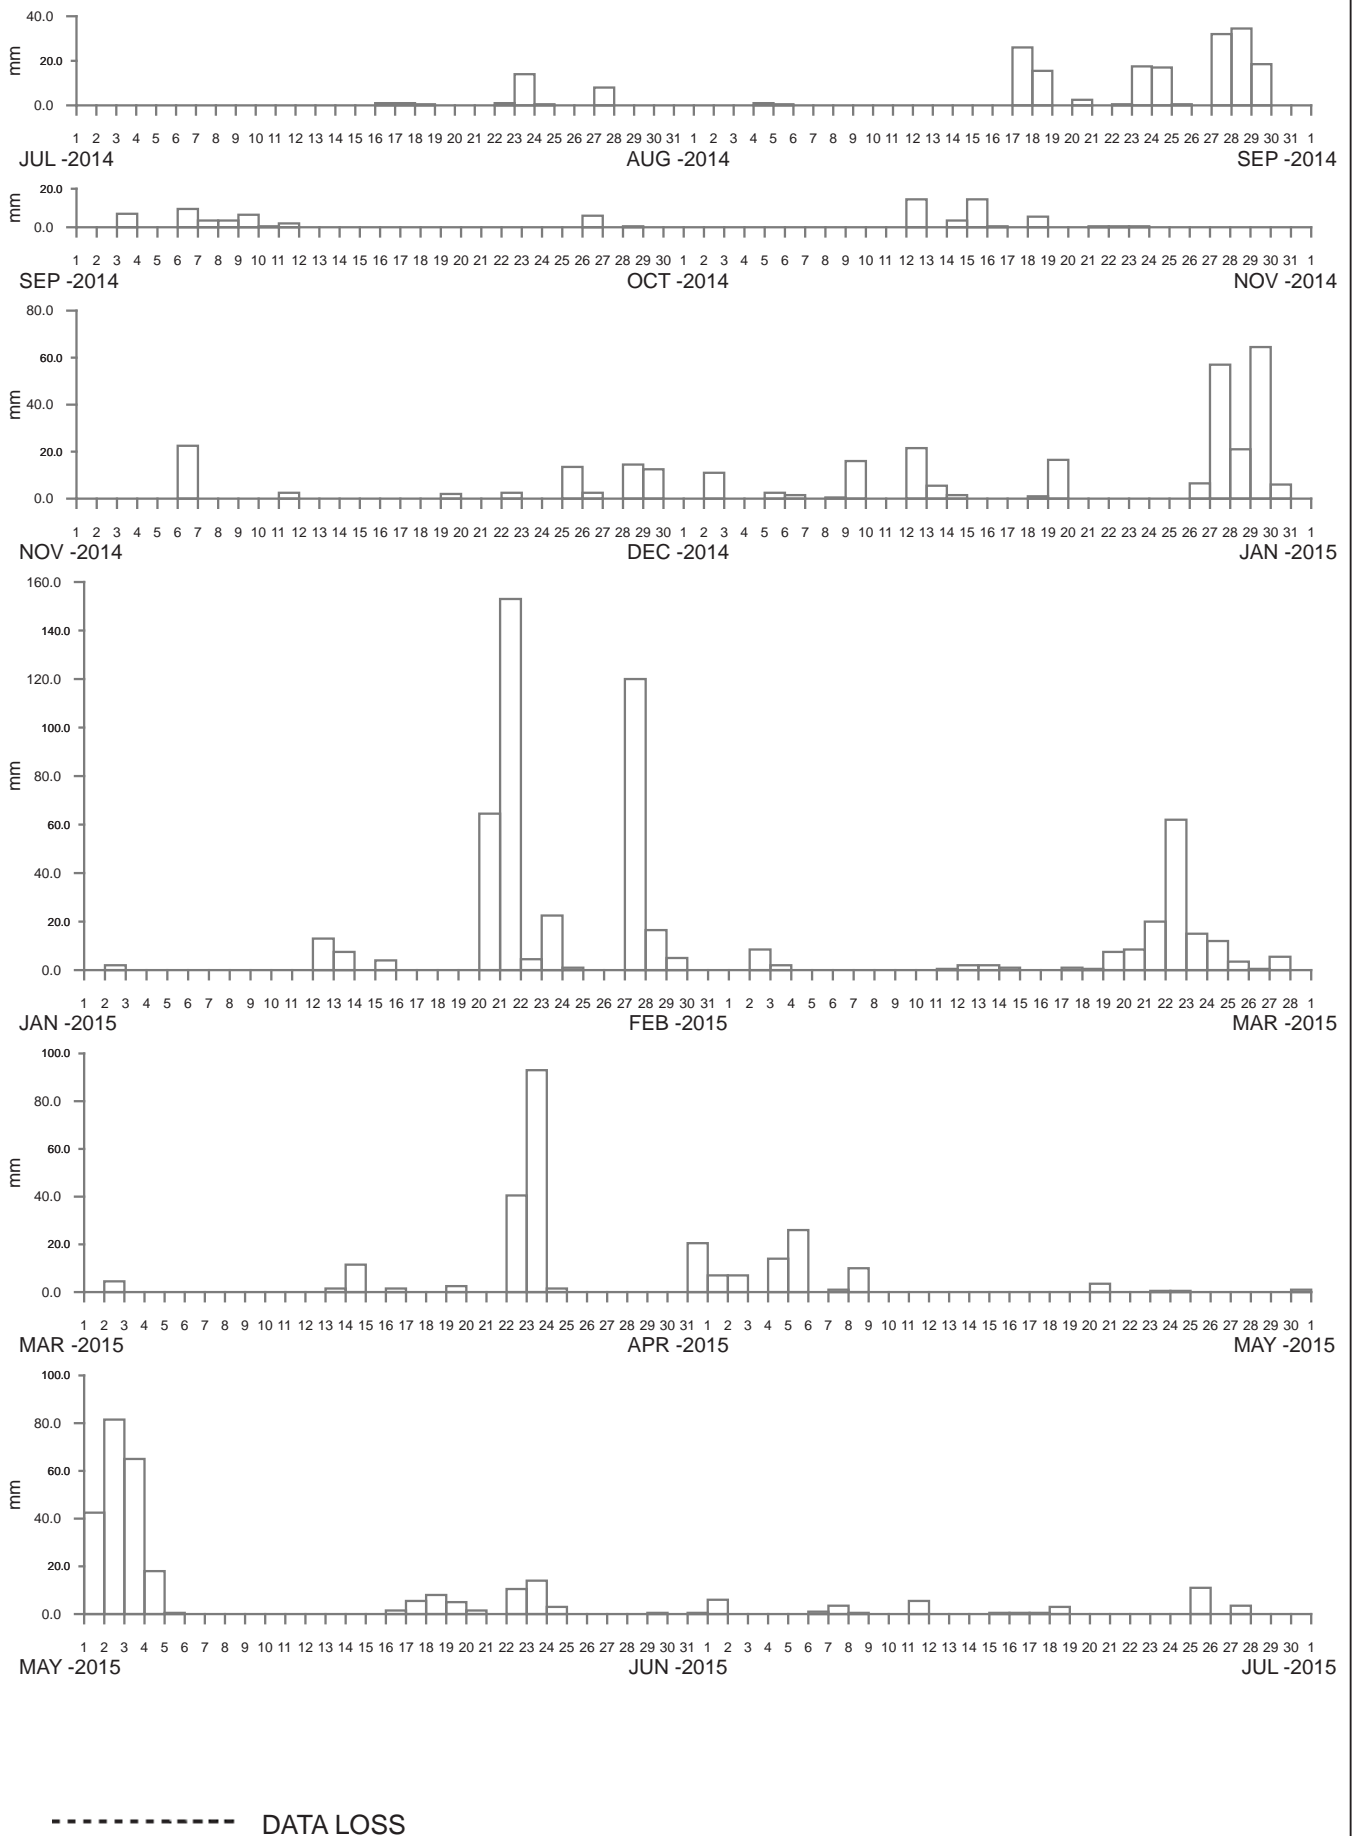 40.0
mm
20.0
0.0
1 2 3 4 5 6 7 8 9 10 11 12 13 14 15 16 17 18 19 20 21 22 23 24 25 26 27 28 29 30 31 1 2 3 4 5 6 7 8 9 10 11 12 13 14 15 16 17 18 19 20 21 22 23 24 25 26 27 28 29 30 31 1
JUL -2014 AUG -2014 SEP -2014
20.0
mm
0.0
1 2 3 4 5 6 7 8 9 10 11 12 13 14 15 16 17 18 19 20 21 22 23 24 25 26 27 28 29 30 1 2 3 4 5 6 7 8 9 10 11 12 13 14 15 16 17 18 19 20 21 22 23 24 25 26 27 28 29 30 31 1
SEP -2014 OCT -2014 NOV -2014
80.0
60.0
mm
40.0
20.0
0.0
1 2 3 4 5 6 7 8 9 10 11 12 13 14 15 16 17 18 19 20 21 22 23 24 25 26 27 28 29 30 1 2 3 4 5 6 7 8 9 10 11 12 13 14 15 16 17 18 19 20 21 22 23 24 25 26 27 28 29 30 31 1
NOV -2014 DEC -2014 JAN -2015
160.0
140.0
120.0
100.0
mm
80.0
60.0
40.0
20.0
0.0
1 2 3 4 5 6 7 8 9 10 11 12 13 14 15 16 17 18 19 20 21 22 23 24 25 26 27 28 29 30 31 1 2 3 4 5 6 7 8 9 10 11 12 13 14 15 16 17 18 19 20 21 22 23 24 25 26 27 28 1
JAN -2015 FEB -2015 MAR -2015
100.0
80.0
60.0
mm
40.0
20.0
0.0
1 2 3 4 5 6 7 8 9 10 11 12 13 14 15 16 17 18 19 20 21 22 23 24 25 26 27 28 29 30 31 1 2 3 4 5 6 7 8 9 10 11 12 13 14 15 16 17 18 19 20 21 22 23 24 25 26 27 28 29 30 1
MAR -2015 APR -2015 MAY -2015
100.0
80.0
60.0
mm
40.0
20.0
0.0
1 2 3 4 5 6 7 8 9 10 11 12 13 14 15 16 17 18 19 20 21 22 23 24 25 26 27 28 29 30 31 1 2 3 4 5 6 7 8 9 10 11 12 13 14 15 16 17 18 19 20 21 22 23 24 25 26 27 28 29 30 1
MAY -2015 JUN -2015 JUL -2015
DATA LOSS